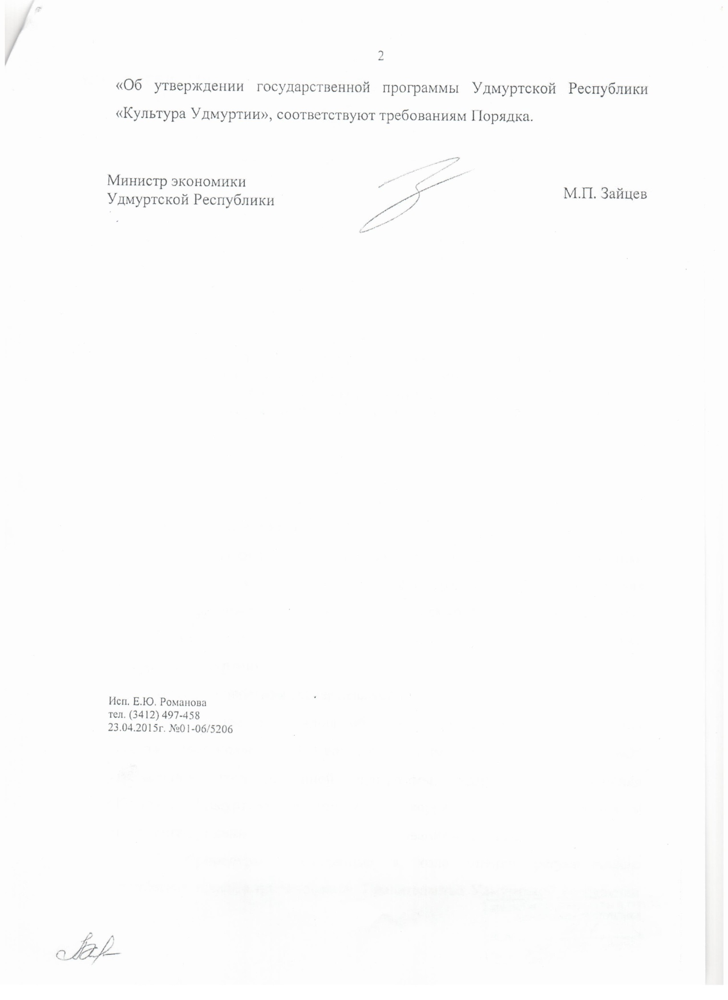 2
«Об утверждении государственной программы Удмуртской Республики
«Культура Удмуртии», соответствуют требованиям Порядка.
Министр экономики
Удмуртской Республики
М.П. Зайцев
Исп. Е.Ю. Романова
тел. (3412) 497-458
23.04.2015г. №01-06/5206